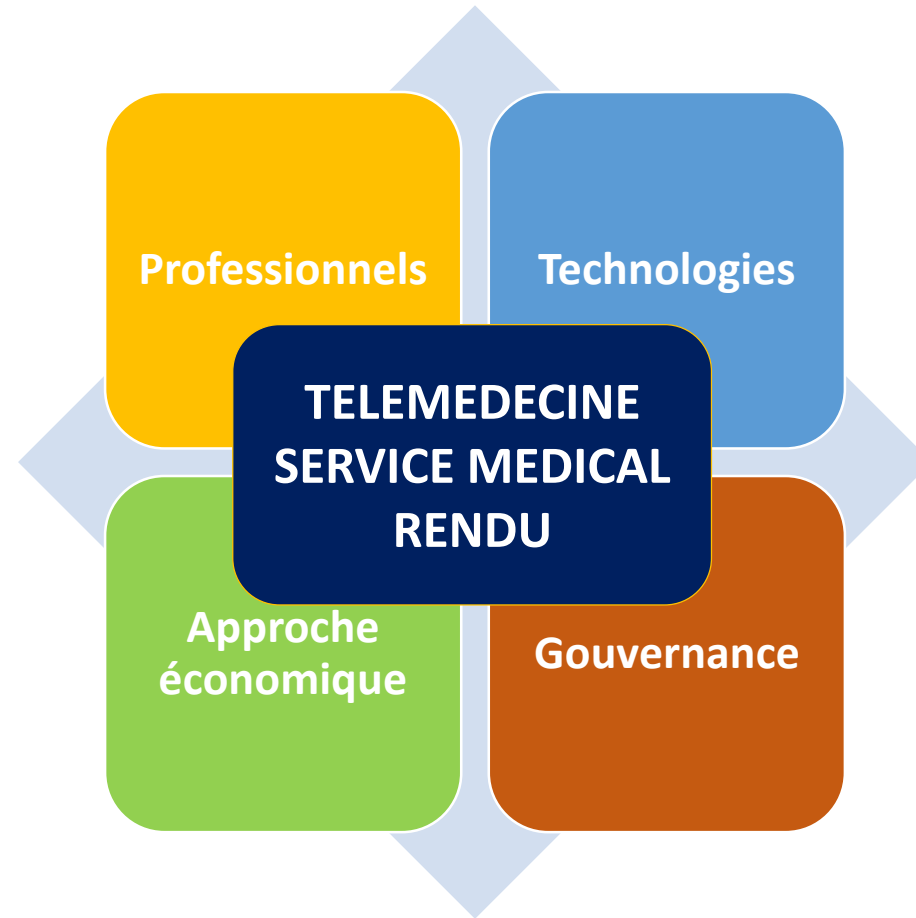 Professionnels
Technologies
TELEMEDECINE
SERVICE MEDICAL
RENDU
Approche
économique
Gouvernance